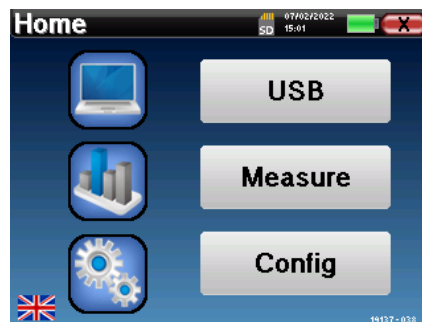 Home
SD
07/02/2022
15:01
X
USB
Measure
Config
19137-038